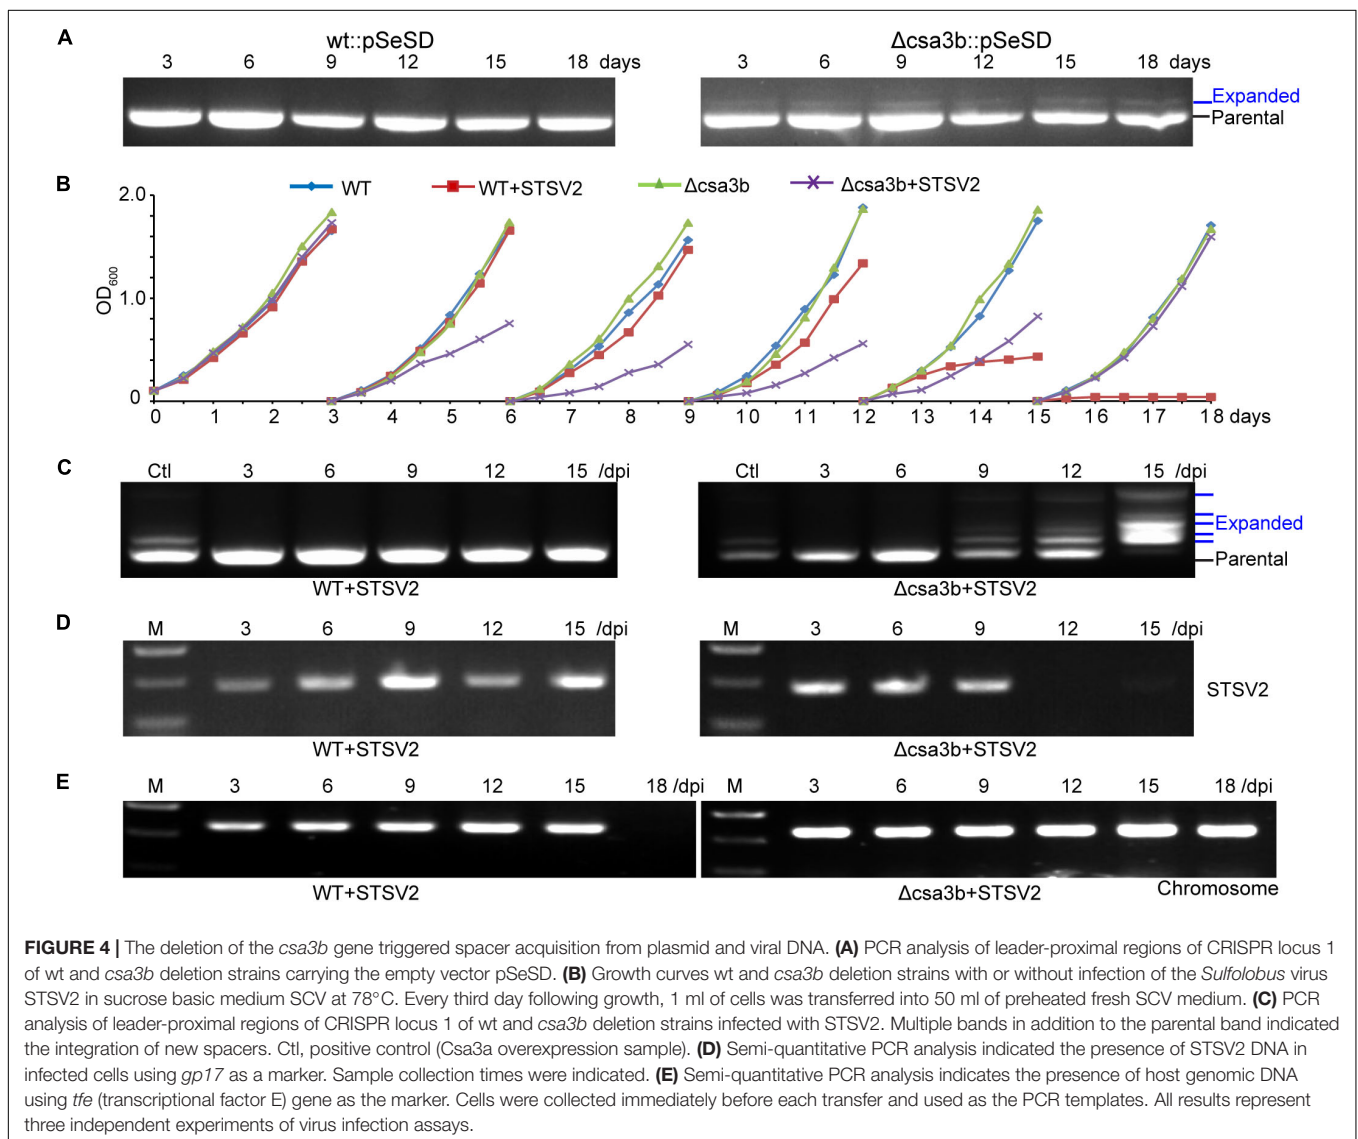 A
wt::pSeSD
Δcsa3b::pSeSD
3 6 9 12 15 18 days
3 6 9 12 15 18 days
Expanded
Parental
B
WT WT+STSV2 Δcsa3b Δcsa3b+STSV2
2.0
1.0
0
OD600
0 1 2 3 4 5 6 7 8 9 10 11 12 13 14 15 16 17 18 days
C
Ctl 3 6 9 12 15 /dpi
Ctl 3 6 9 12 15 /dpi
Expanded
Parental
WT+STSV2
Δcsa3b+STSV2
D
M 3 6 9 12 15 /dpi
M 3 6 9 12 15 /dpi
STSV2
WT+STSV2
Δcsa3b+STSV2
E
M 3 6 9 12 15 18 /dpi
M 3 6 9 12 15 18 /dpi
WT+STSV2
Δcsa3b+STSV2
Chromosome
FIGURE 4 | The deletion of the csa3b gene triggered spacer acquisition from plasmid and viral DNA. (A) PCR analysis of leader-proximal regions of CRISPR locus 1
of wt and csa3b deletion strains carrying the empty vector pSeSD. (B) Growth curves wt and csa3b deletion strains with or without infection of the Sulfolobus virus
STSV2 in sucrose basic medium SCV at 78°C. Every third day following growth, 1 ml of cells was transferred into 50 ml of preheated fresh SCV medium. (C) PCR
analysis of leader-proximal regions of CRISPR locus 1 of wt and csa3b deletion strains infected with STSV2. Multiple bands in addition to the parental band indicated
the integration of new spacers. Ctl, positive control (Csa3a overexpression sample). (D) Semi-quantitative PCR analysis indicated the presence of STSV2 DNA in
infected cells using gp17 as a marker. Sample collection times were indicated. (E) Semi-quantitative PCR analysis indicates the presence of host genomic DNA
using tfe (transcriptional factor E) gene as the marker. Cells were collected immediately before each transfer and used as the PCR templates. All results represent
three independent experiments of virus infection assays.